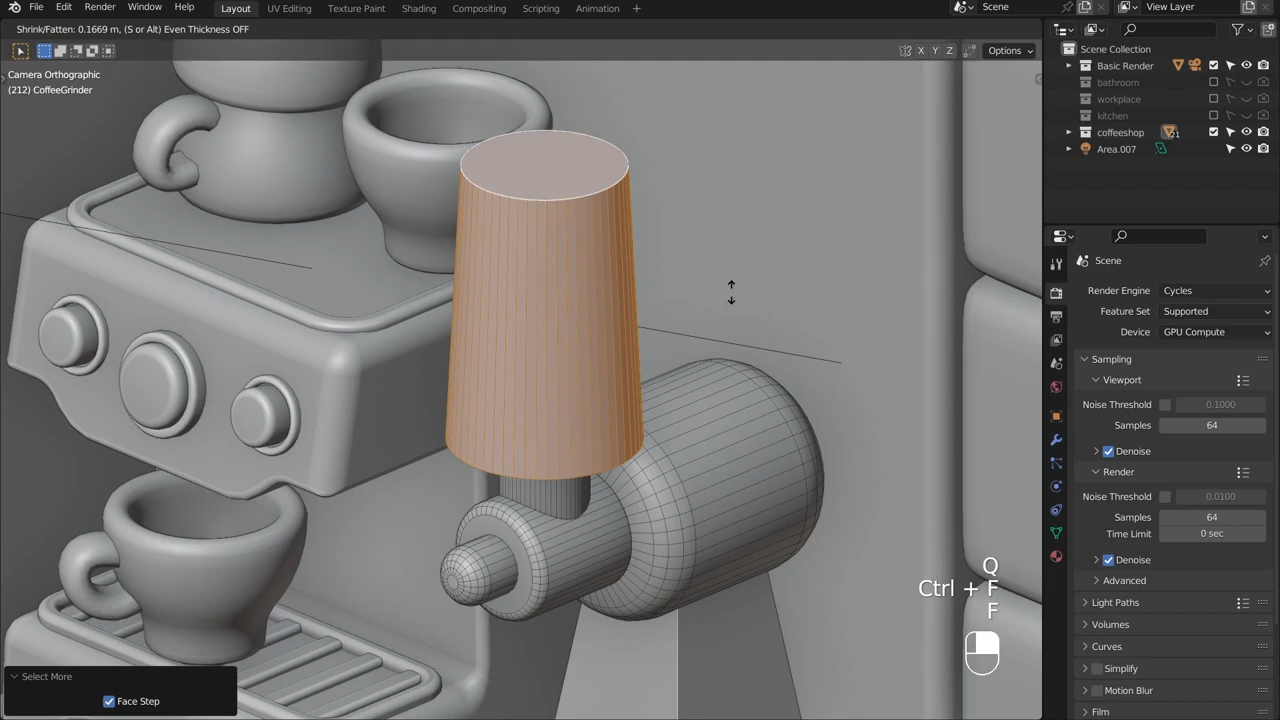 File Edit Render Window Help Layout UV Editing Texture Paint Shading Compositing Scripting Animation + Scene View Layer
Shrink/Fatten: 0.1669 m, (S or Alt) Even Thickness OFF
X Y Z Options
Camera Orthographic
(212) CoffeeGrinder
Scene Collection
Basic Render
bathroom
workplace
kitchen
coffeeshop 21
Area.007
Scene
Render Engine Cycles
Feature Set Supported
Device GPU Compute
Sampling
Viewport
Noise Threshold 0.1000
Samples 64
Denoise
Render
Noise Threshold 0.0100
Samples 64
Time Limit 0 sec
Denoise
Advanced
Light Paths
Volumes
Curves
Simplify
Motion Blur
Film
Q
Ctrl + F
F
Select More
Face Step